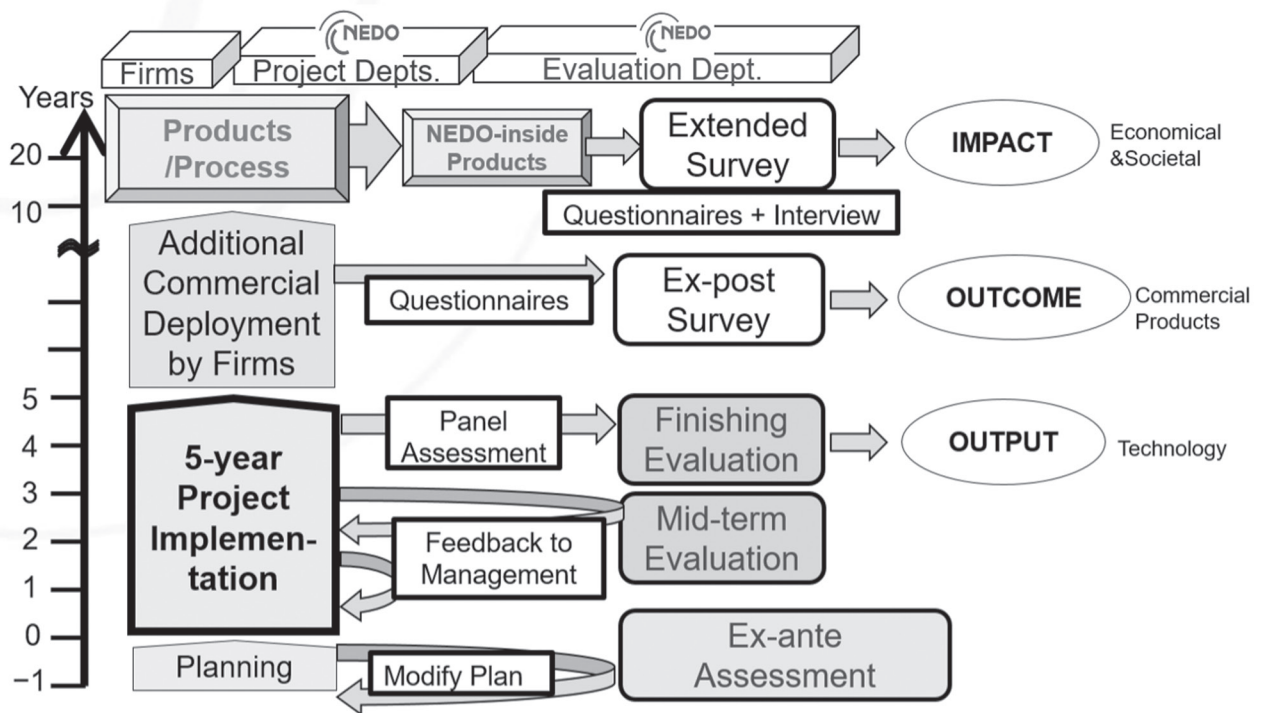 NEDO
NEDO
Firms
Project Depts.
Evaluation Dept.
Years
Products
/Process
NEDO-inside
Products
Extended
Survey
IMPACT
Economical
&Societal
20
Questionnaires + Interview
10
Additional
Commercial
Deployment
by Firms
Questionnaires
Ex-post
Survey
OUTCOME
Commercial
Products
5
4
3
2
1
0
−1
5-year
Project
Implemen-
tation
Panel
Assessment
Finishing
Evaluation
OUTPUT
Technology
Feedback to
Management
Mid-term
Evaluation
Planning
Modify Plan
Ex-ante
Assessment